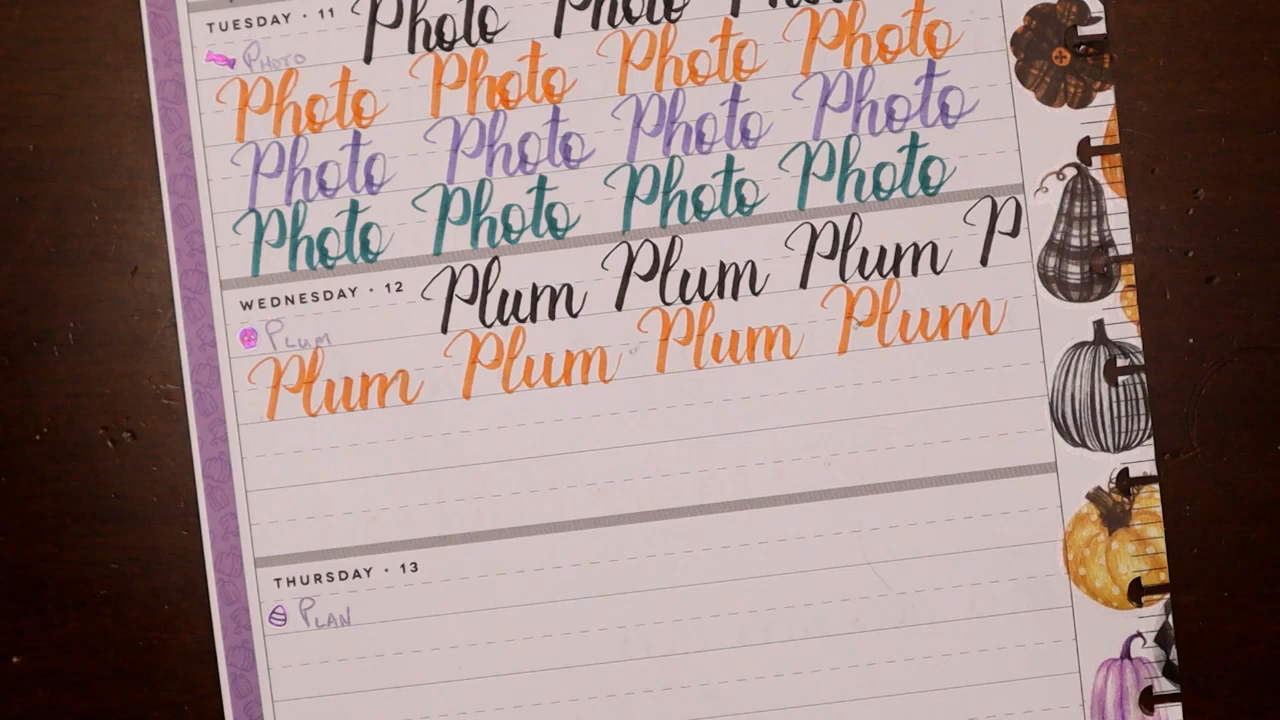 TUESDAY · 11 Photo Photo
PHOTO
Photo Photo Photo Photo
Photo Photo Photo Photo
Photo Photo Photo Photo
WEDNESDAY · 12 Plum Plum Plum P
PLUM
Plum Plum Plum Plum
THURSDAY · 13
PLAN